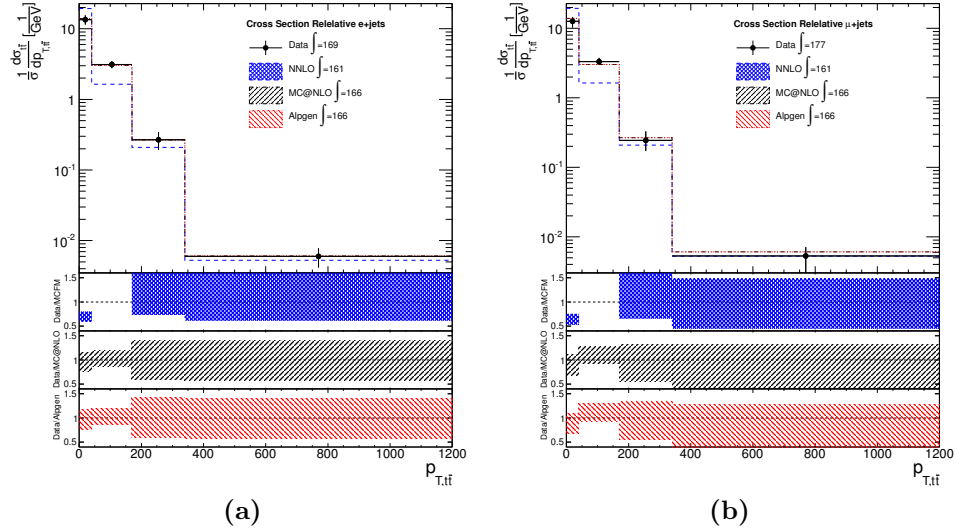 1/σ dσ_tt̄/dp_T,tt̄ [1/GeV]
Cross Section Relelative e+jets
Data ∫=169
NNLO ∫=161
MC@NLO ∫=166
Alpgen ∫=166
10
1
10⁻¹
10⁻²
Data/MCFM
1.5
1
0.5
Data/MC@NLO
1.5
1
0.5
Data/Alpgen
1.5
1
0.5
0 200 400 600 800 1000 1200
p_T,tt̄
(a)
1/σ dσ_tt̄/dp_T,tt̄ [1/GeV]
Cross Section Relelative μ+jets
Data ∫=177
NNLO ∫=161
MC@NLO ∫=166
Alpgen ∫=166
10
1
10⁻¹
10⁻²
Data/MCFM
1.5
1
0.5
Data/MC@NLO
1.5
1
0.5
Data/Alpgen
1.5
1
0.5
0 200 400 600 800 1000 1200
p_T,tt̄
(b)